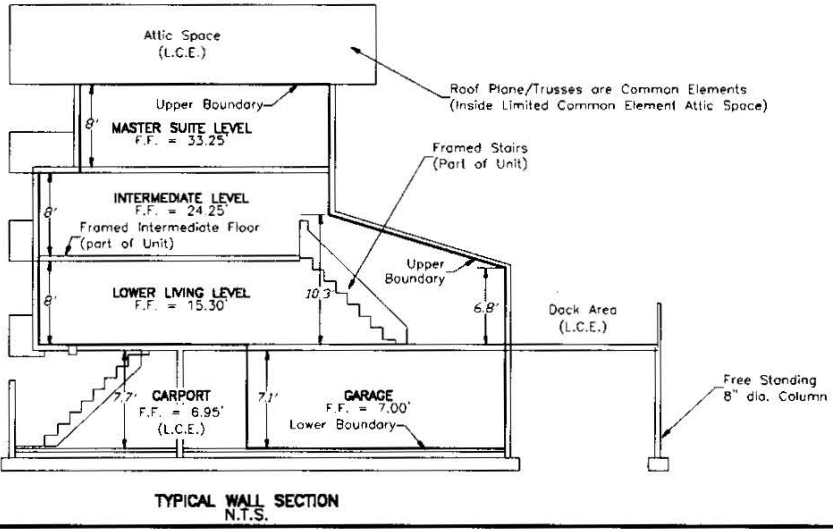 Attic Space
(L.C.E.)
Roof Plane/Trusses are Common Elements
(Inside Limited Common Element Attic Space)
Upper Boundary
8'
MASTER SUITE LEVEL
F.F. = 33.25'
Framed Stairs
(Part of Unit)
INTERMEDIATE LEVEL
F.F. = 24.25'
8'
Framed Intermediate Floor
(part of Unit)
Upper
Boundary
LOWER LIVING LEVEL
F.F. = 15.30'
8'
10.3'
6.8'
Dack Area
(L.C.E.)
Free Standing
8" dia. Column
7.7'
CARPORT
F.F. = 6.95'
(L.C.E.)
7.1'
GARAGE
F.F. = 7.00'
Lower Boundary
TYPICAL WALL SECTION
N.T.S.